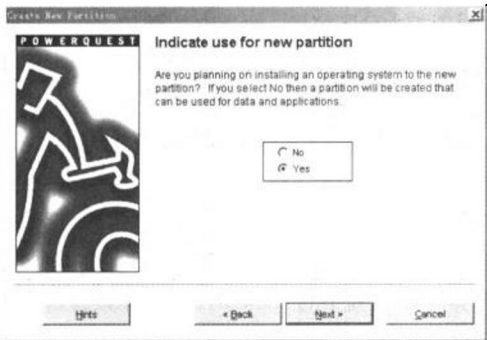 Create New Partition
POWERQUEST
Indicate use for new partition
Are you planning on installing an operating system to the new
partition? If you select No then a partition will be created that
can be used for data and applications.
No
Yes
Hints
< Back
Next >
Cancel